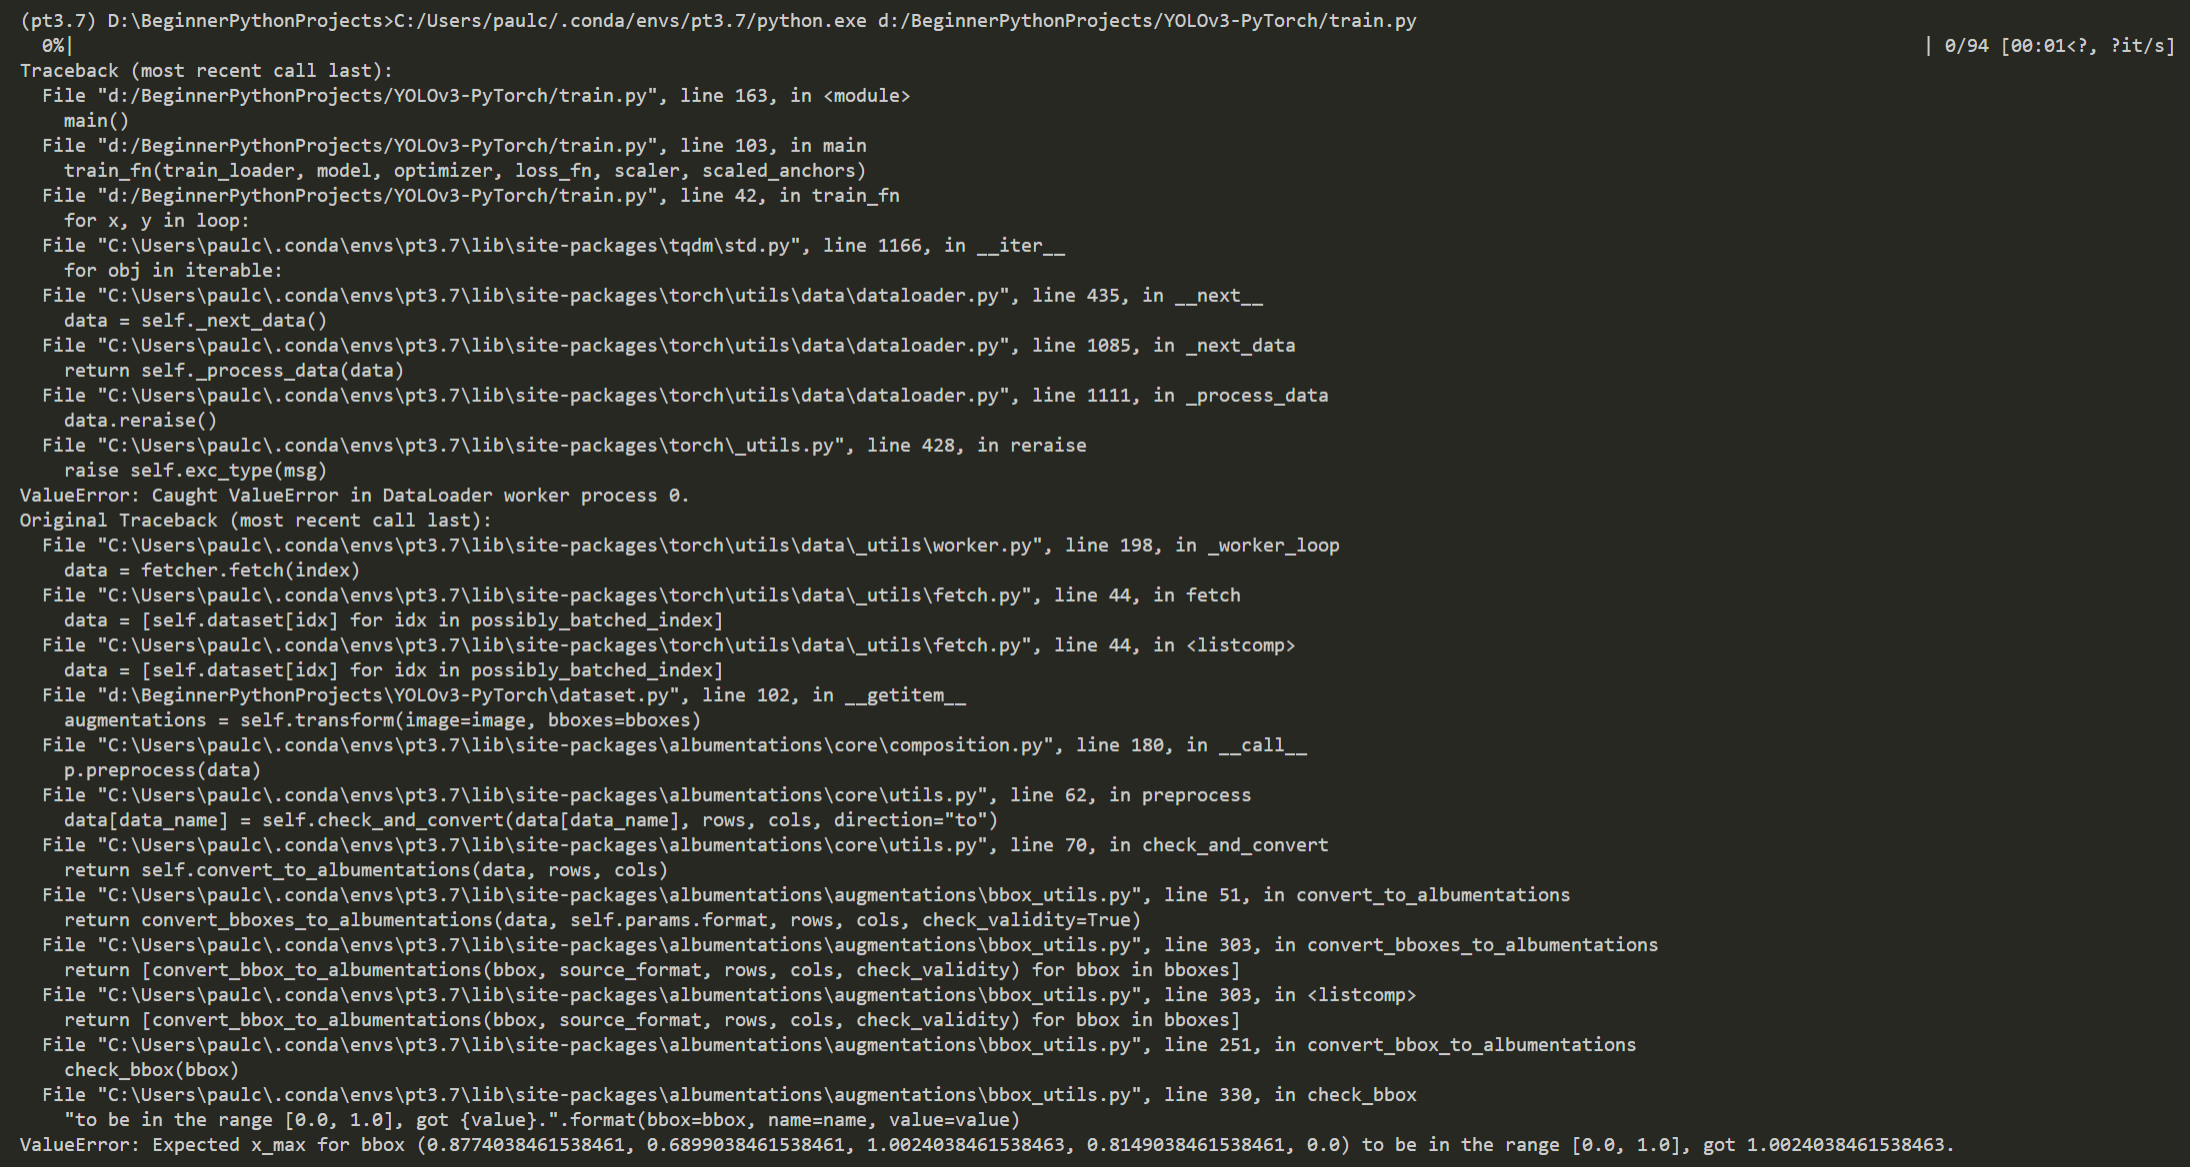 (pt3.7) D:\BeginnerPythonProjects>C:/Users/paulc/.conda/envs/pt3.7/python.exe d:/BeginnerPythonProjects/YOLOv3-PyTorch/train.py
  0%|                                                                                          | 0/94 [00:01<?, ?it/s]
Traceback (most recent call last):
  File "d:/BeginnerPythonProjects/YOLOv3-PyTorch/train.py", line 163, in <module>
    main()
  File "d:/BeginnerPythonProjects/YOLOv3-PyTorch/train.py", line 103, in main
    train_fn(train_loader, model, optimizer, loss_fn, scaler, scaled_anchors)
  File "d:/BeginnerPythonProjects/YOLOv3-PyTorch/train.py", line 42, in train_fn
    for x, y in loop:
  File "C:\Users\paulc\.conda\envs\pt3.7\lib\site-packages\tqdm\std.py", line 1166, in __iter__
    for obj in iterable:
  File "C:\Users\paulc\.conda\envs\pt3.7\lib\site-packages\torch\utils\data\dataloader.py", line 435, in __next__
    data = self._next_data()
  File "C:\Users\paulc\.conda\envs\pt3.7\lib\site-packages\torch\utils\data\dataloader.py", line 1085, in _next_data
    return self._process_data(data)
  File "C:\Users\paulc\.conda\envs\pt3.7\lib\site-packages\torch\utils\data\dataloader.py", line 1111, in _process_data
    data.reraise()
  File "C:\Users\paulc\.conda\envs\pt3.7\lib\site-packages\torch\_utils.py", line 428, in reraise
    raise self.exc_type(msg)
ValueError: Caught ValueError in DataLoader worker process 0.
Original Traceback (most recent call last):
  File "C:\Users\paulc\.conda\envs\pt3.7\lib\site-packages\torch\utils\data\_utils\worker.py", line 198, in _worker_loop
    data = fetcher.fetch(index)
  File "C:\Users\paulc\.conda\envs\pt3.7\lib\site-packages\torch\utils\data\_utils\fetch.py", line 44, in fetch
    data = [self.dataset[idx] for idx in possibly_batched_index]
  File "C:\Users\paulc\.conda\envs\pt3.7\lib\site-packages\torch\utils\data\_utils\fetch.py", line 44, in <listcomp>
    data = [self.dataset[idx] for idx in possibly_batched_index]
  File "d:\BeginnerPythonProjects\YOLOv3-PyTorch\dataset.py", line 102, in __getitem__
    augmentations = self.transform(image=image, bboxes=bboxes)
  File "C:\Users\paulc\.conda\envs\pt3.7\lib\site-packages\albumentations\core\composition.py", line 180, in __call__
    p.preprocess(data)
  File "C:\Users\paulc\.conda\envs\pt3.7\lib\site-packages\albumentations\core\utils.py", line 62, in preprocess
    data[data_name] = self.check_and_convert(data[data_name], rows, cols, direction="to")
  File "C:\Users\paulc\.conda\envs\pt3.7\lib\site-packages\albumentations\core\utils.py", line 70, in check_and_convert
    return self.convert_to_albumentations(data, rows, cols)
  File "C:\Users\paulc\.conda\envs\pt3.7\lib\site-packages\albumentations\augmentations\bbox_utils.py", line 51, in convert_to_albumentations
    return convert_bboxes_to_albumentations(data, self.params.format, rows, cols, check_validity=True)
  File "C:\Users\paulc\.conda\envs\pt3.7\lib\site-packages\albumentations\augmentations\bbox_utils.py", line 303, in convert_bboxes_to_albumentations
    return [convert_bbox_to_albumentations(bbox, source_format, rows, cols, check_validity) for bbox in bboxes]
  File "C:\Users\paulc\.conda\envs\pt3.7\lib\site-packages\albumentations\augmentations\bbox_utils.py", line 303, in <listcomp>
    return [convert_bbox_to_albumentations(bbox, source_format, rows, cols, check_validity) for bbox in bboxes]
  File "C:\Users\paulc\.conda\envs\pt3.7\lib\site-packages\albumentations\augmentations\bbox_utils.py", line 251, in convert_bbox_to_albumentations
    check_bbox(bbox)
  File "C:\Users\paulc\.conda\envs\pt3.7\lib\site-packages\albumentations\augmentations\bbox_utils.py", line 330, in check_bbox
    "to be in the range [0.0, 1.0], got {value}.".format(bbox=bbox, name=name, value=value)
ValueError: Expected x_max for bbox (0.8774038461538461, 0.6899038461538461, 1.0024038461538463, 0.8149038461538461, 0.0) to be in the range [0.0, 1.0], got 1.0024038461538463.